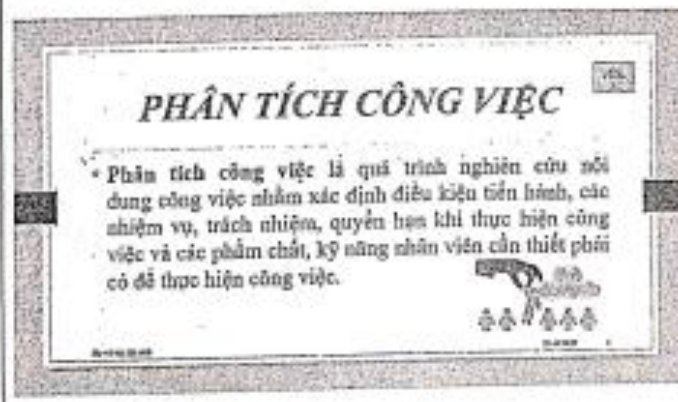 PHÂN TÍCH CÔNG VIỆC
* Phân tích công việc là quá trình nghiên cứu nội
dung công việc nhằm xác định điều kiện tiến hành, các
nhiệm vụ, trách nhiệm, quyền hạn khi thực hiện công
việc và các phẩm chất, kỹ năng nhân viên cần thiết phải
có để thực hiện công việc.